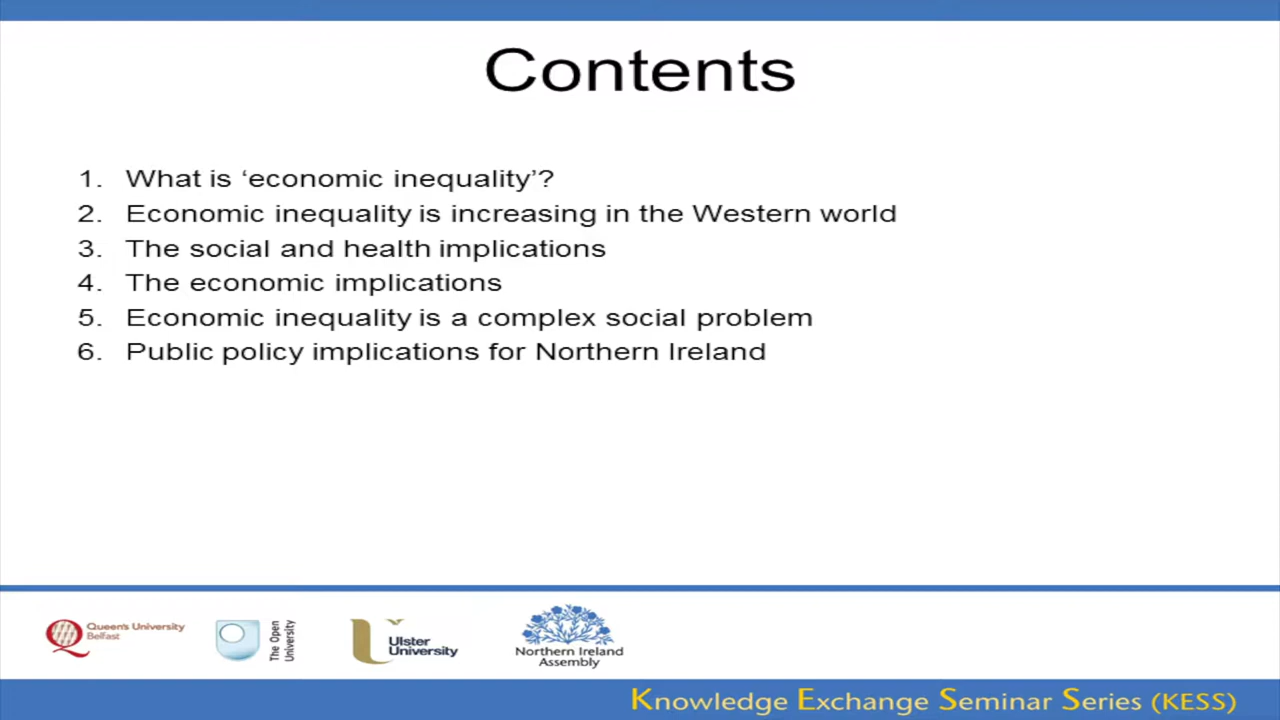 Contents
1. What is ‘economic inequality’?
2. Economic inequality is increasing in the Western world
3. The social and health implications
4. The economic implications
5. Economic inequality is a complex social problem
6. Public policy implications for Northern Ireland
Queen's University
Belfast
The Open
University
Ulster
University
Northern Ireland
Assembly
Knowledge Exchange Seminar Series (KESS)